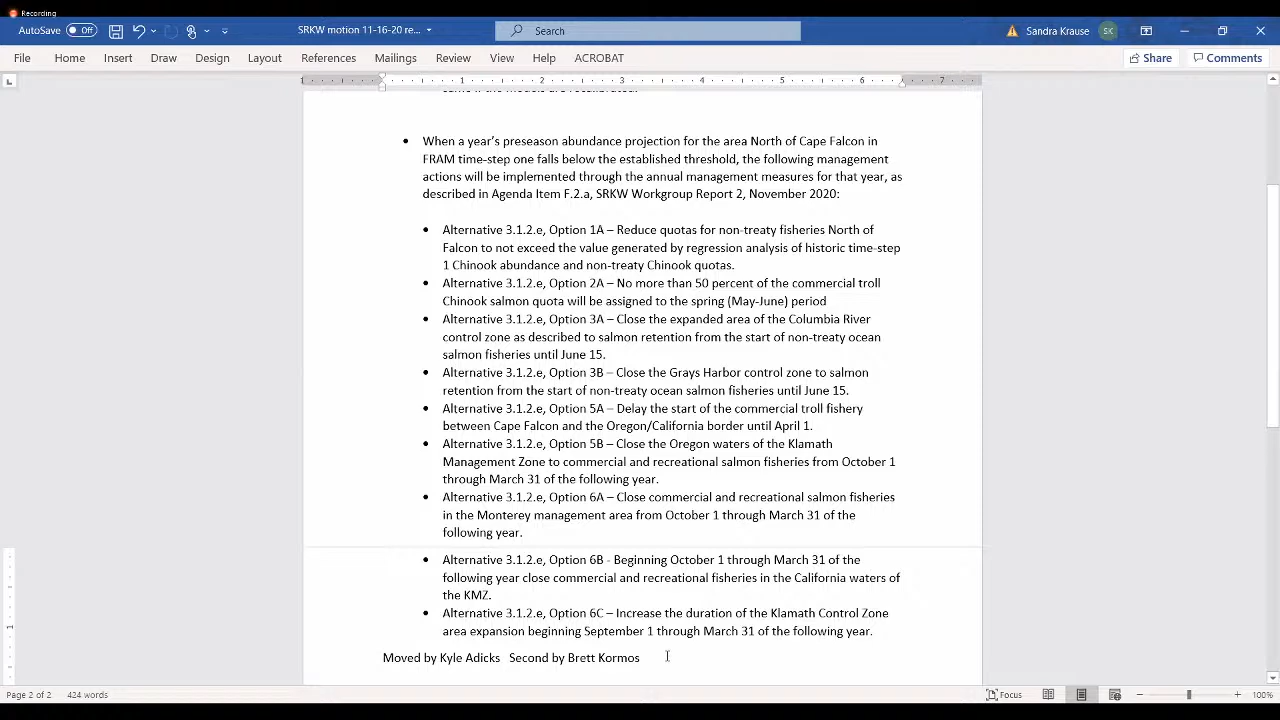 Recording
AutoSave Off SRKW motion 11-16-20 re... Search Sandra Krause SK
File Home Insert Draw Design Layout References Mailings Review View Help ACROBAT Share Comments
1 2 3 4 5 6 7
same if the models are recalibrated.
• When a year's preseason abundance projection for the area North of Cape Falcon in
FRAM time-step one falls below the established threshold, the following management
actions will be implemented through the annual management measures for that year, as
described in Agenda Item F.2.a, SRKW Workgroup Report 2, November 2020:
• Alternative 3.1.2.e, Option 1A – Reduce quotas for non-treaty fisheries North of
Falcon to not exceed the value generated by regression analysis of historic time-step
1 Chinook abundance and non-treaty Chinook quotas.
• Alternative 3.1.2.e, Option 2A – No more than 50 percent of the commercial troll
Chinook salmon quota will be assigned to the spring (May-June) period
• Alternative 3.1.2.e, Option 3A – Close the expanded area of the Columbia River
control zone as described to salmon retention from the start of non-treaty ocean
salmon fisheries until June 15.
• Alternative 3.1.2.e, Option 3B – Close the Grays Harbor control zone to salmon
retention from the start of non-treaty ocean salmon fisheries until June 15.
• Alternative 3.1.2.e, Option 5A – Delay the start of the commercial troll fishery
between Cape Falcon and the Oregon/California border until April 1.
• Alternative 3.1.2.e, Option 5B – Close the Oregon waters of the Klamath
Management Zone to commercial and recreational salmon fisheries from October 1
through March 31 of the following year.
• Alternative 3.1.2.e, Option 6A – Close commercial and recreational salmon fisheries
in the Monterey management area from October 1 through March 31 of the
following year.
• Alternative 3.1.2.e, Option 6B - Beginning October 1 through March 31 of the
following year close commercial and recreational fisheries in the California waters of
the KMZ.
• Alternative 3.1.2.e, Option 6C – Increase the duration of the Klamath Control Zone
area expansion beginning September 1 through March 31 of the following year.
Moved by Kyle Adicks Second by Brett Kormos
1
Page 2 of 2 424 words Focus 100%